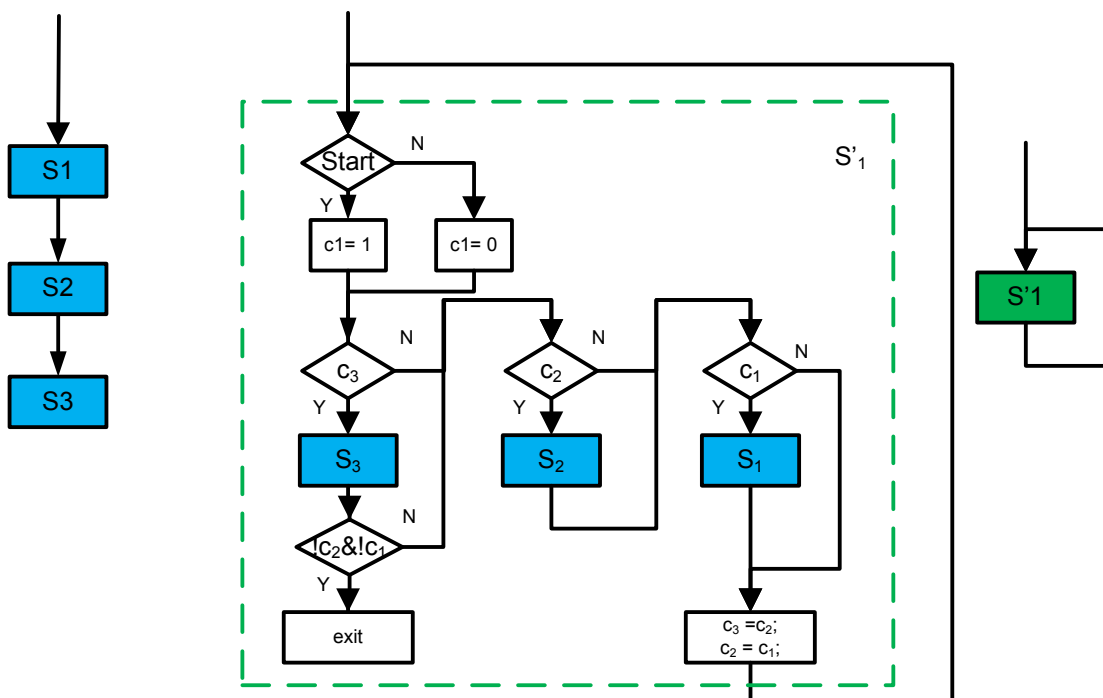 S1
S2
S3
S'₁
Start
N
Y
c1= 1
c1= 0
c₃
N
Y
S₃
!c₂&!c₁
N
Y
exit
c₂
N
Y
S₂
c₁
N
Y
S₁
c₃ =c₂;
c₂ = c₁;
S'1